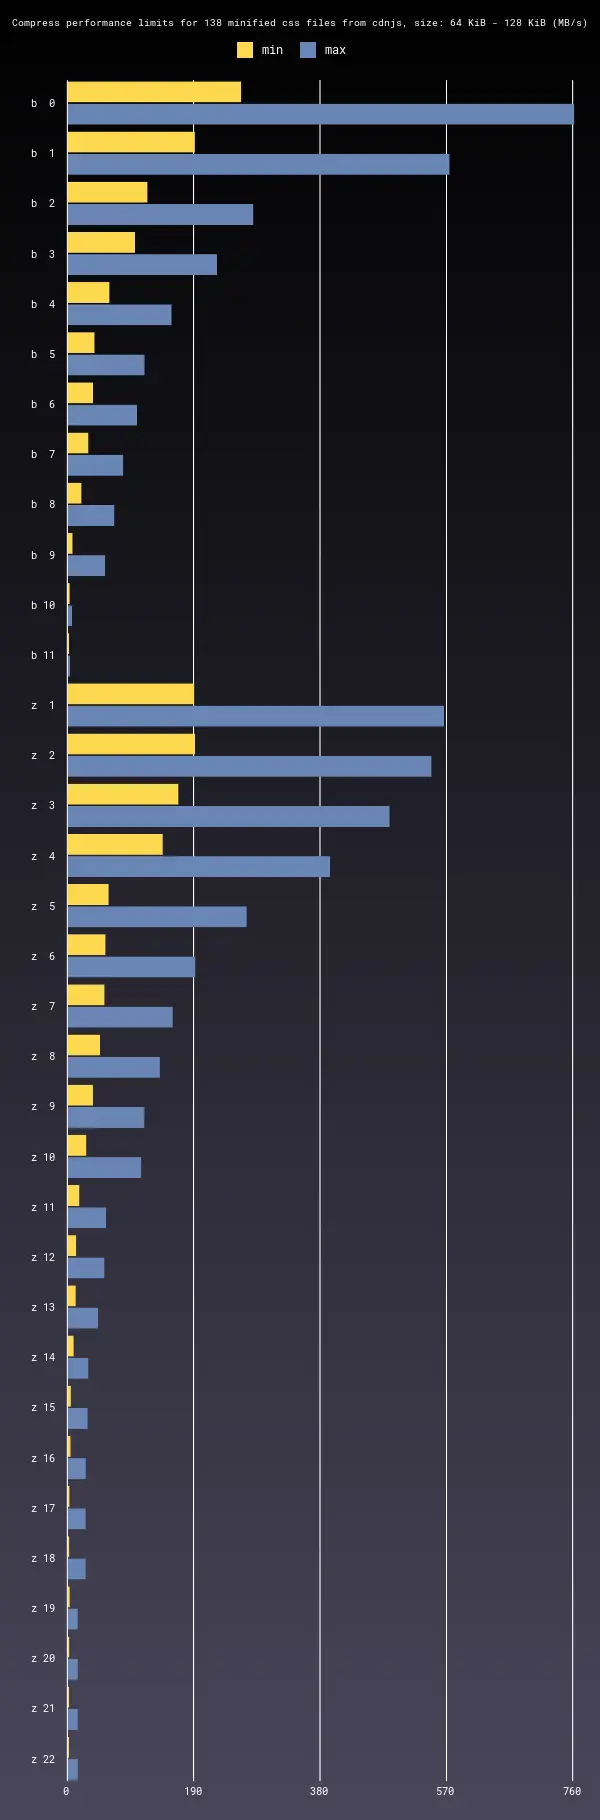 Compress performance limits for 138 minified css files from cdnjs, size: 64 KiB - 128 KiB (MB/s)
min max
b 0
b 1
b 2
b 3
b 4
b 5
b 6
b 7
b 8
b 9
b 10
b 11
z 1
z 2
z 3
z 4
z 5
z 6
z 7
z 8
z 9
z 10
z 11
z 12
z 13
z 14
z 15
z 16
z 17
z 18
z 19
z 20
z 21
z 22
0 190 380 570 760